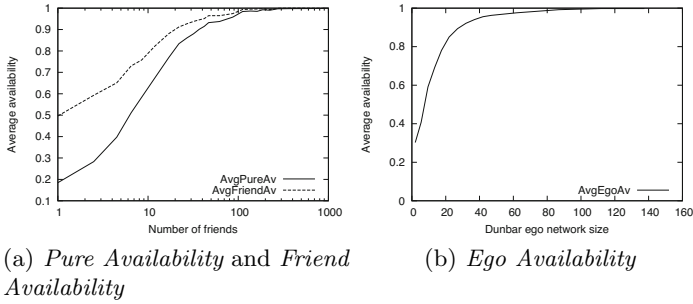 1
0.9
0.8
0.7
0.6
0.5
0.4
0.3
0.2
0.1
Average availability
1 10 100 1000
Number of friends
AvgPureAv
AvgFriendAv
(a) Pure Availability and Friend
Availability
1
0.8
0.6
0.4
0.2
0
Average availability
0 20 40 60 80 100 120 140 160
Dunbar ego network size
AvgEgoAv
(b) Ego Availability